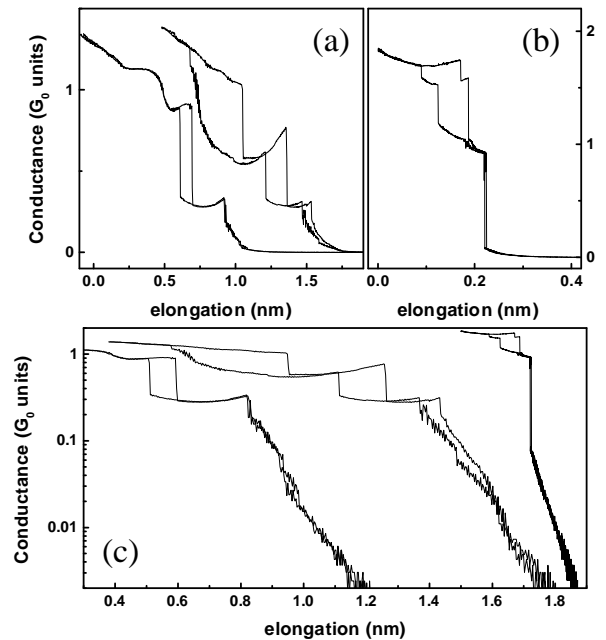 (a)
(b)
2
1
0
1
0
Conductance (G₀ units)
0.0 0.5 1.0 1.5
0.0 0.2 0.4
elongation (nm)
elongation (nm)
(c)
1
0.1
0.01
Conductance (G₀ units)
0.4 0.6 0.8 1.0 1.2 1.4 1.6 1.8
elongation (nm)